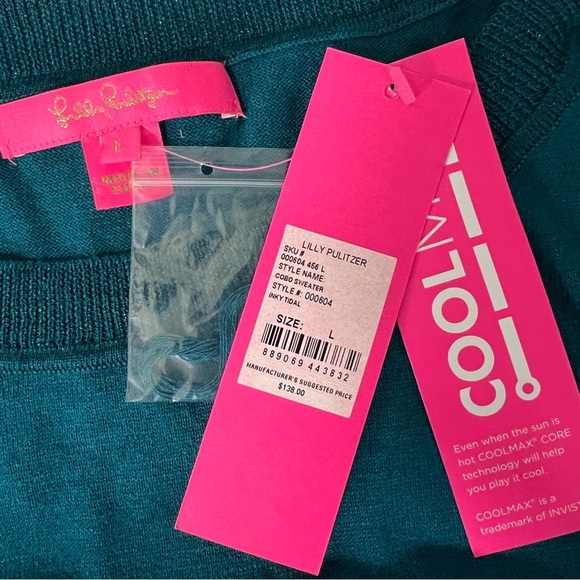 Lilly Pulitzer
L
LILLY PULITZER
SKU #
000604 456 L
STYLE NAME:
COBO SWEATER
STYLE #: 000604
INKY TIDAL
SIZE: L
889069 443832
MANUFACTURER'S SUGGESTED PRICE
$138.00
COOLM
Even when the sun is
hot COOLMAX® CORE
technology will help
you play it cool.
COOLMAX® is a
trademark of INVIST